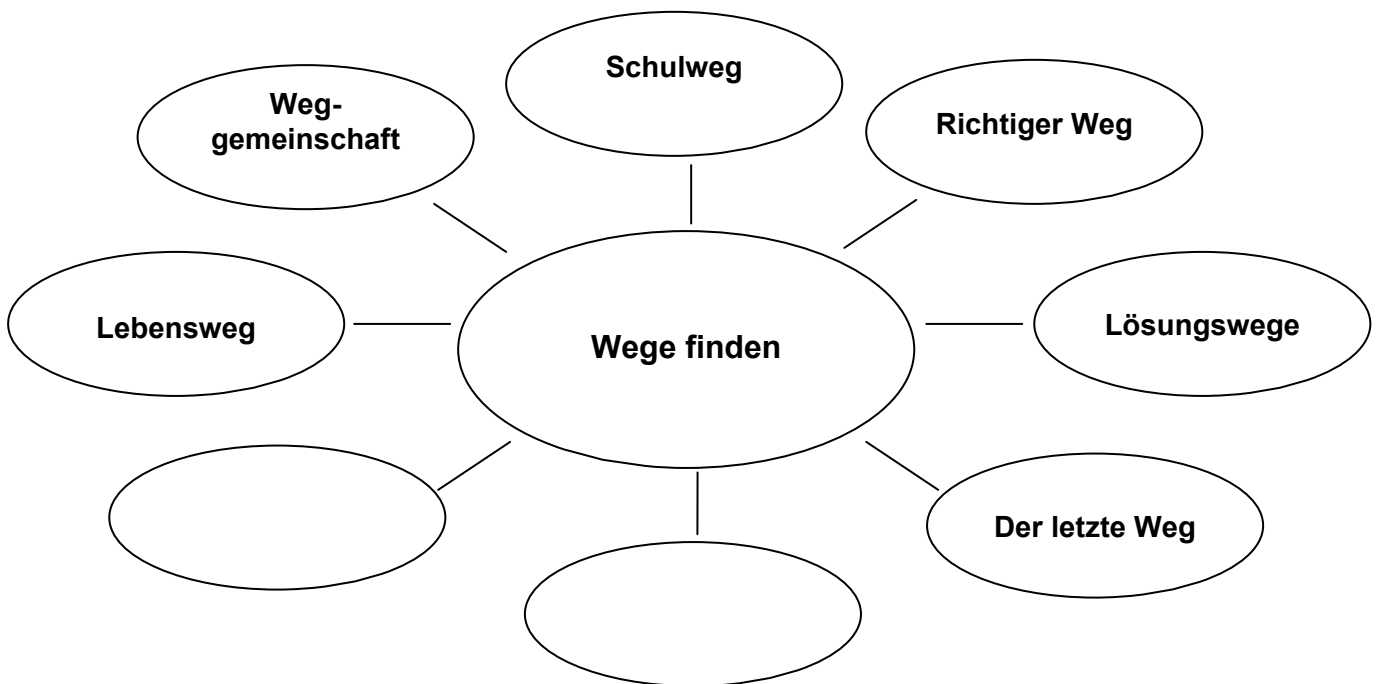 Schulweg
Weg-
gemeinschaft
Richtiger Weg
Lebensweg
Wege finden
Lösungswege
Der letzte Weg